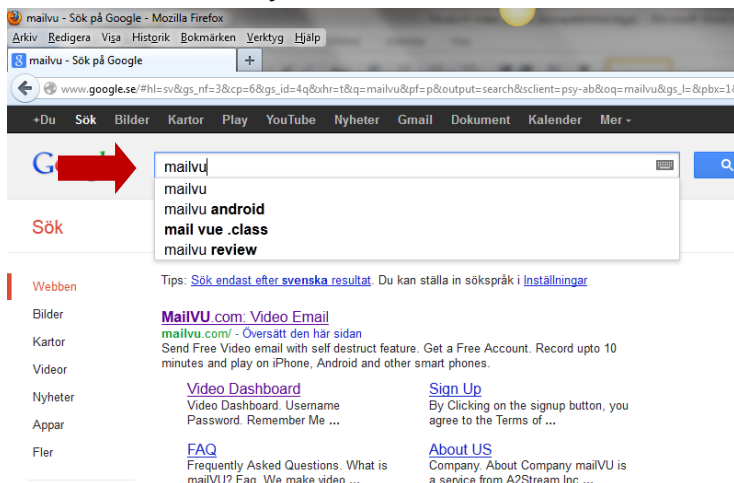 mailvu - Sök på Google - Mozilla Firefox
Arkiv Redigera Visa Historik Bokmärken Verktyg Hjälp
mailvu - Sök på Google +
www.google.se/#hl=sv&gs_nf=3&cp=6&gs_id=4q&xhr=t&q=mailvu&pf=p&output=search&sclient=psy-ab&oq=mailvu&gs_l=&pbx=1
+Du Sök Bilder Kartor Play YouTube Nyheter Gmail Dokument Kalender Mer
mailvu
mailvu
mailvu android
mail vue .class
mailvu review
Sök
Tips: Sök endast efter svenska resultat. Du kan ställa in sökspråk i Inställningar
Webben
Bilder
Kartor
Videor
Nyheter
Appar
Fler
MailVU.com: Video Email
mailvu.com/ - Översätt den här sidan
Send Free Video email with self destruct feature. Get a Free Account. Record upto 10
minutes and play on iPhone, Android and other smart phones.
Video Dashboard
Video Dashboard. Username
Password. Remember Me ...
Sign Up
By Clicking on the signup button, you
agree to the Terms of ...
FAQ
Frequently Asked Questions. What is
mailVU? Faq. We make video ...
About US
Company. About Company mailVU is
a service from A2Stream Inc ...